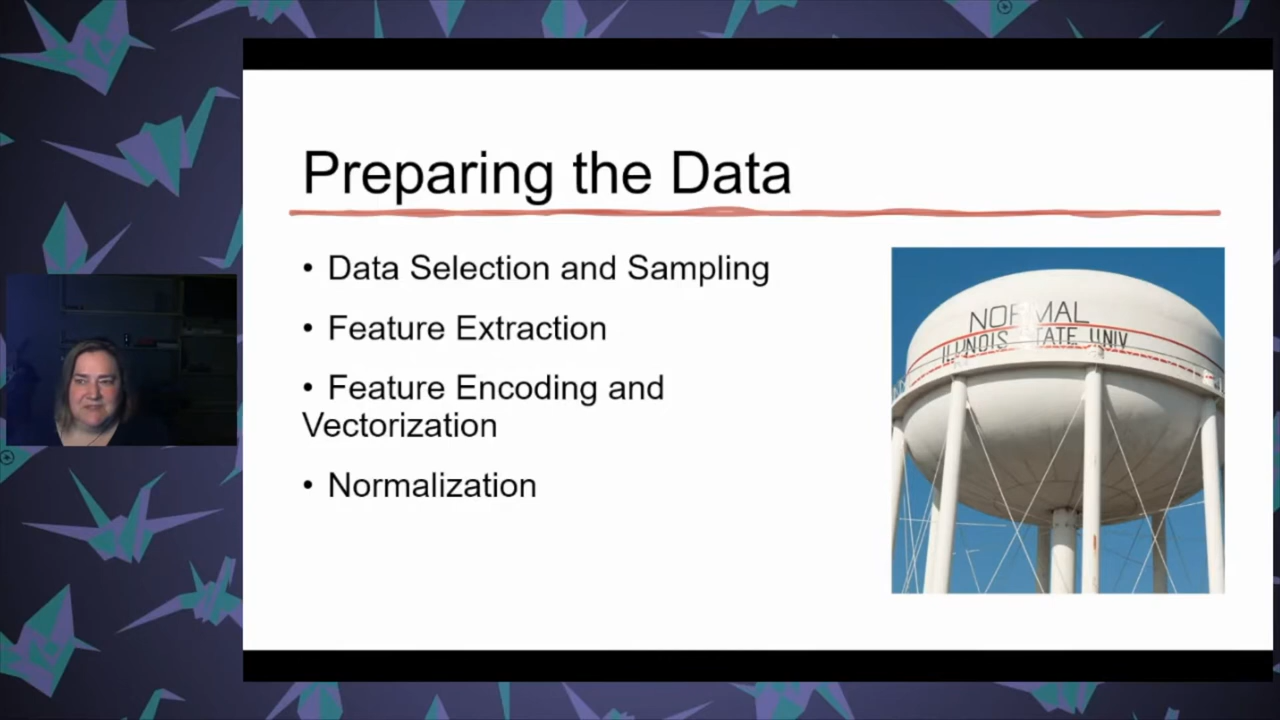 Preparing the Data
• Data Selection and Sampling
• Feature Extraction
• Feature Encoding and
Vectorization
• Normalization
NORMAL
ILLINOIS STATE UNIV